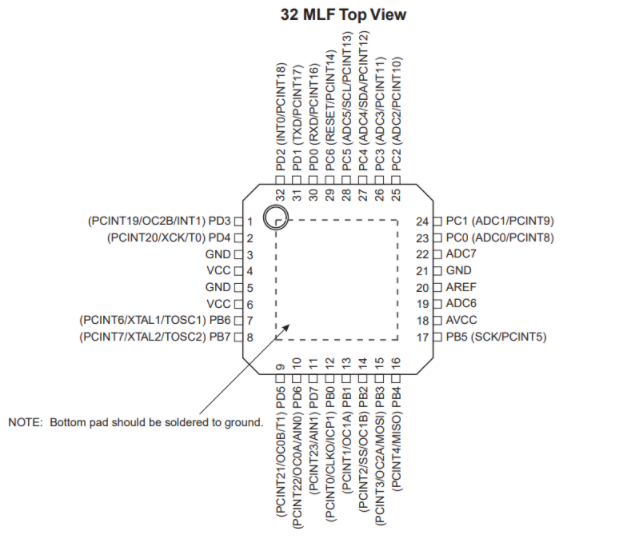 32 MLF Top View
PD2 (INT0/PCINT18)
PD1 (TXD/PCINT17)
PD0 (RXD/PCINT16)
PC6 (RESET/PCINT14)
PC5 (ADC5/SCL/PCINT13)
PC4 (ADC4/SDA/PCINT12)
PC3 (ADC3/PCINT11)
PC2 (ADC2/PCINT10)
32
31
30
29
28
27
26
25
(PCINT19/OC2B/INT1) PD3 1
(PCINT20/XCK/T0) PD4 2
GND 3
VCC 4
GND 5
VCC 6
(PCINT6/XTAL1/TOSC1) PB6 7
(PCINT7/XTAL2/TOSC2) PB7 8
24 PC1 (ADC1/PCINT9)
23 PC0 (ADC0/PCINT8)
22 ADC7
21 GND
20 AREF
19 ADC6
18 AVCC
17 PB5 (SCK/PCINT5)
9
10
11
12
13
14
15
16
(PCINT21/OC0B/T1) PD5
(PCINT22/OC0A/AIN0) PD6
(PCINT23/AIN1) PD7
(PCINT0/CLKO/ICP1) PB0
(PCINT1/OC1A) PB1
(PCINT2/SS/OC1B) PB2
(PCINT3/OC2A/MOSI) PB3
(PCINT4/MISO) PB4
NOTE: Bottom pad should be soldered to ground.